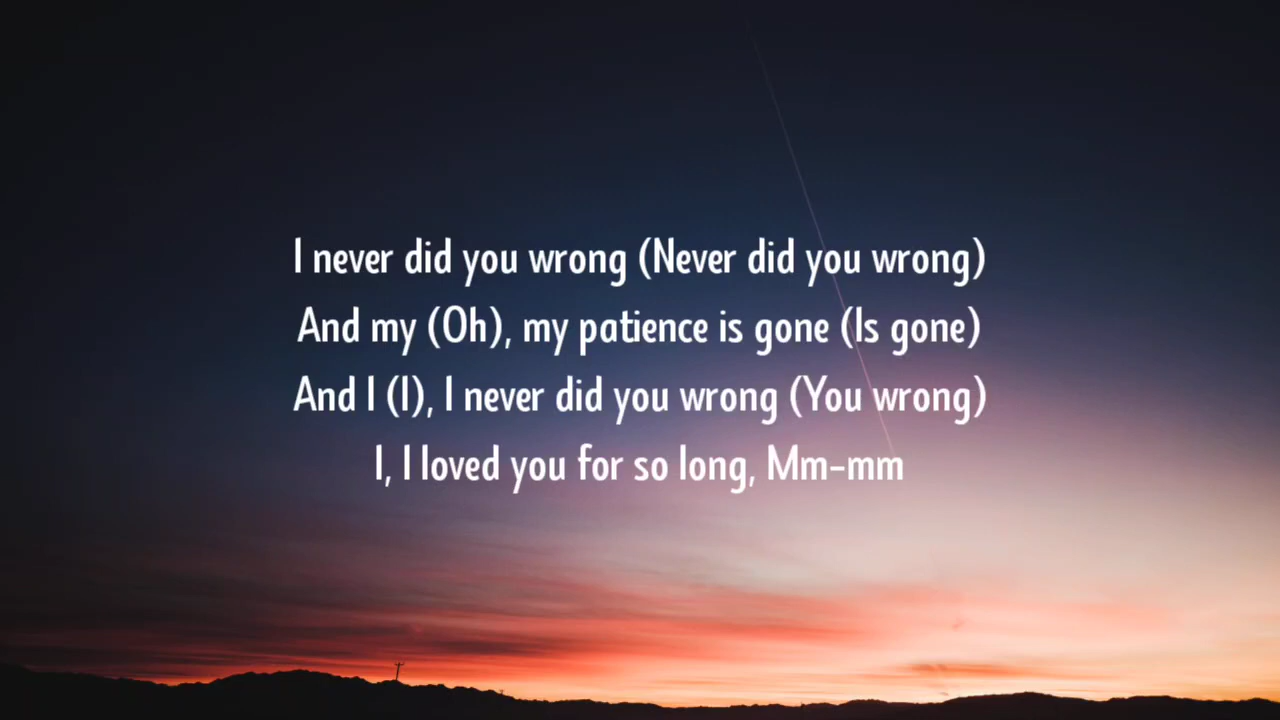 I never did you wrong (Never did you wrong)
And my (Oh), my patience is gone (Is gone)
And I (I), I never did you wrong (You wrong)
I, I loved you for so long, Mm-mm